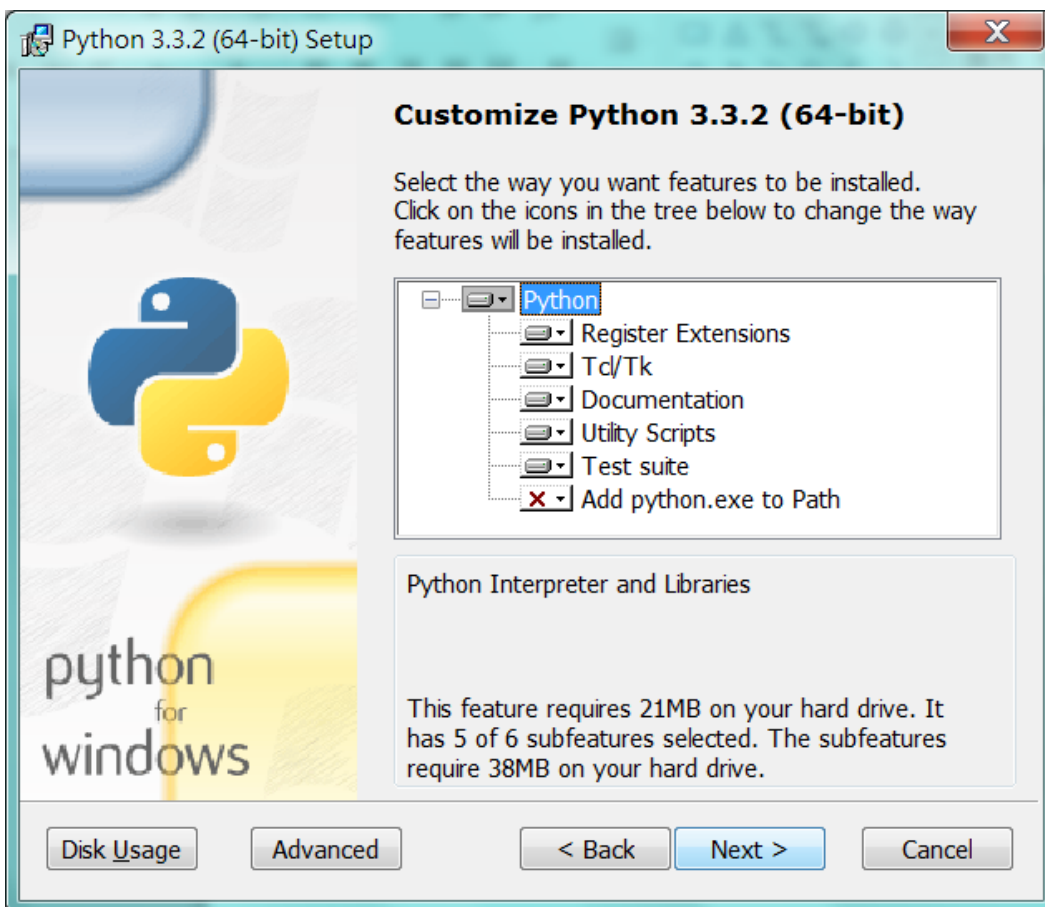 Python 3.3.2 (64-bit) Setup
Customize Python 3.3.2 (64-bit)
Select the way you want features to be installed.
Click on the icons in the tree below to change the way
features will be installed.
Python
Register Extensions
Tcl/Tk
Documentation
Utility Scripts
Test suite
Add python.exe to Path
Python Interpreter and Libraries
This feature requires 21MB on your hard drive. It
has 5 of 6 subfeatures selected. The subfeatures
require 38MB on your hard drive.
python
for
windows
Disk Usage
Advanced
< Back
Next >
Cancel